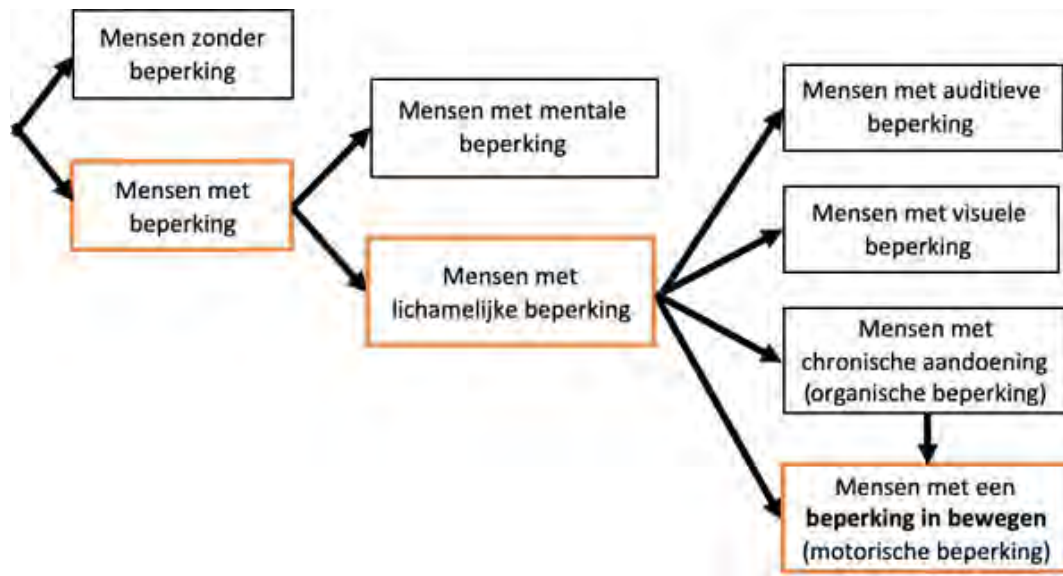 Mensen zonder
beperking
Mensen met
beperking
Mensen met mentale
beperking
Mensen met
lichamelijke beperking
Mensen met auditieve
beperking
Mensen met visuele
beperking
Mensen met
chronische aandoening
(organische beperking)
Mensen met een
beperking in bewegen
(motorische beperking)